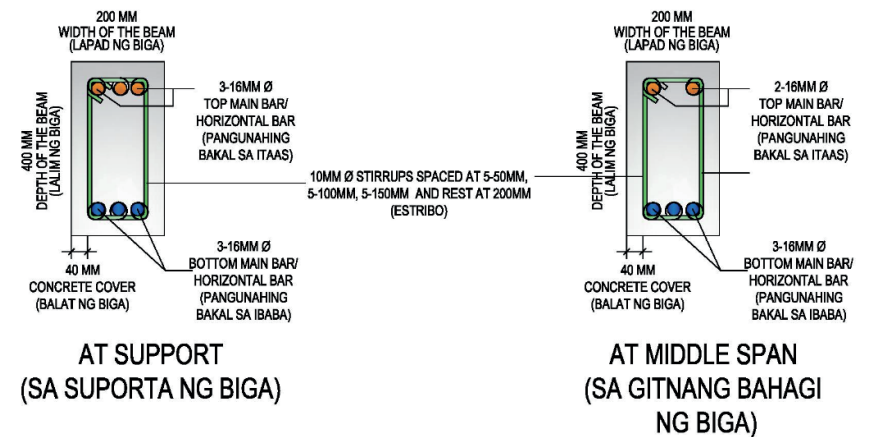 200 MM
WIDTH OF THE BEAM
(LAPAD NG BIGA)
400 MM
DEPTH OF THE BEAM
(LALIM NG BIGA)
3-16MM Ø
TOP MAIN BAR/
HORIZONTAL BAR
(PANGUNAHING
BAKAL SA ITAAS)
3-16MM Ø
BOTTOM MAIN BAR/
HORIZONTAL BAR
(PANGUNAHING
BAKAL SA IBABA)
40 MM
CONCRETE COVER
(BALAT NG BIGA)
AT SUPPORT
(SA SUPORTA NG BIGA)
10MM Ø STIRRUPS SPACED AT 5-50MM,
5-100MM, 5-150MM AND REST AT 200MM
(ESTRIBO)
200 MM
WIDTH OF THE BEAM
(LAPAD NG BIGA)
400 MM
DEPTH OF THE BEAM
(LALIM NG BIGA)
2-16MM Ø
TOP MAIN BAR/
HORIZONTAL BAR
(PANGUNAHING
BAKAL SA ITAAS)
3-16MM Ø
BOTTOM MAIN BAR/
HORIZONTAL BAR
(PANGUNAHING
BAKAL SA IBABA)
40 MM
CONCRETE COVER
(BALAT NG BIGA)
AT MIDDLE SPAN
(SA GITNANG BAHAGI
NG BIGA)